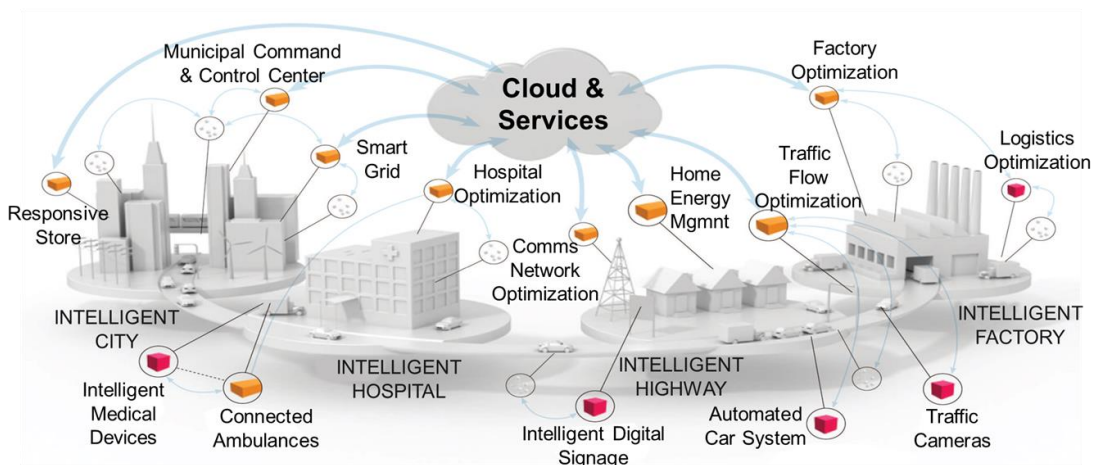 Municipal Command
& Control Center
Cloud &
Services
Factory
Optimization
Smart
Grid
Hospital
Optimization
Home
Energy
Mgmnt
Traffic
Flow
Optimization
Logistics
Optimization
Responsive
Store
Comms
Network
Optimization
INTELLIGENT
CITY
INTELLIGENT
HOSPITAL
INTELLIGENT
HIGHWAY
INTELLIGENT
FACTORY
Intelligent
Medical
Devices
Connected
Ambulances
Intelligent Digital
Signage
Automated
Car System
Traffic
Cameras